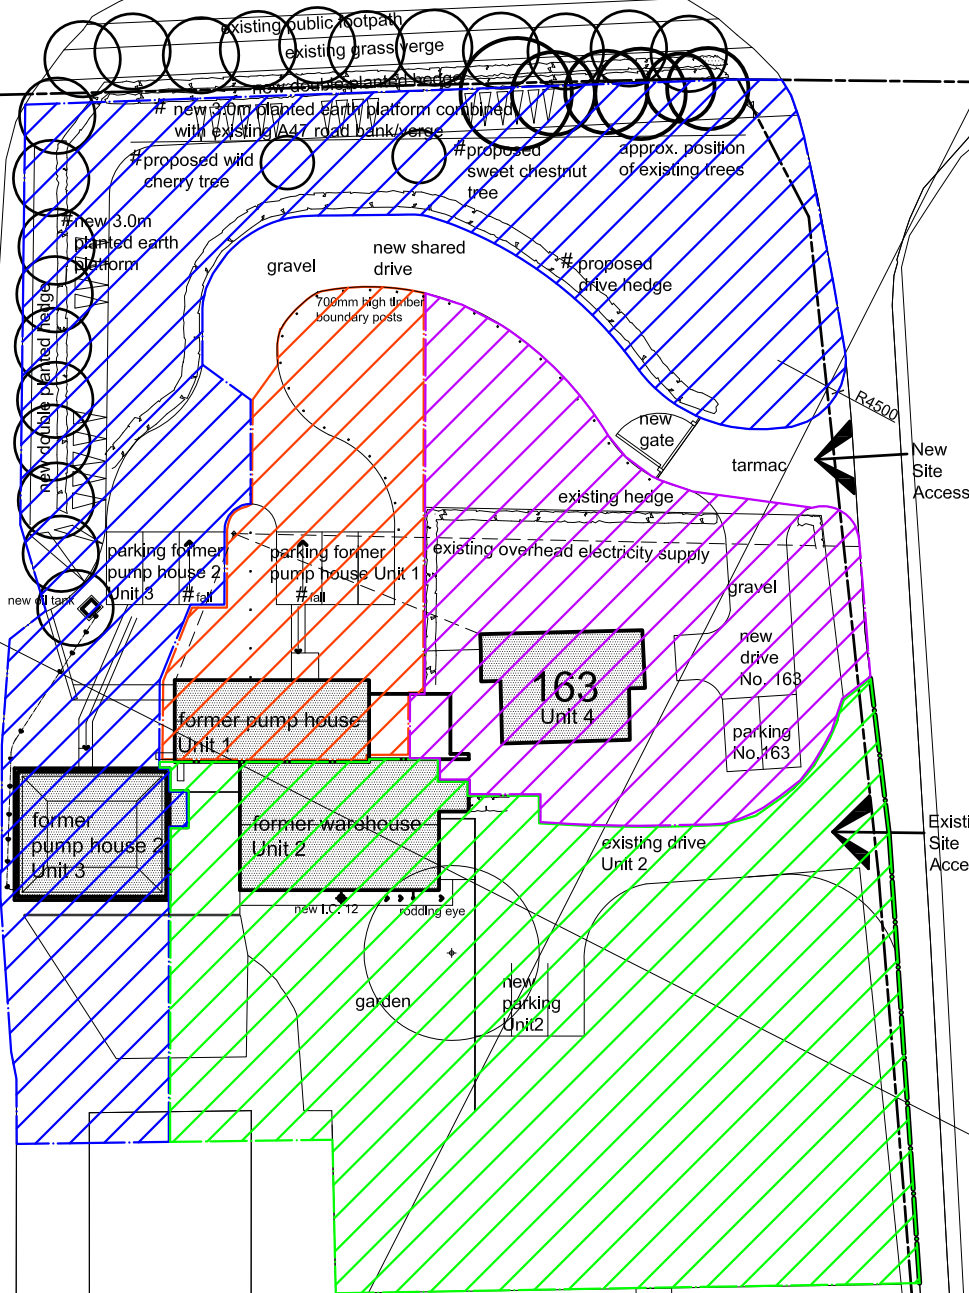 existing public footpath
existing grass verge
new double planted hedge
# new 3.0m planted earth platform combined
with existing A47 road bank/verge
#proposed wild
cherry tree
#proposed
sweet chestnut
tree
approx. position
of existing trees
#new 3.0m
planted earth
platform
new shared
drive
gravel
# proposed
drive hedge
700mm high timber
boundary posts
new double planted hedge
R4500
new
gate
tarmac
New
Site
Access
existing hedge
parking former
pump house 2
Unit 3
#fall
parking former
pump house Unit 1
#fall
existing overhead electricity supply
gravel
new oil tank
new
drive
No. 163
163
Unit 4
parking
No.163
former pump house
Unit 1
former
pump house 2
Unit 3
former warshouse
Unit 2
existing drive
Unit 2
Existi
Site
Acce
new I.C. 12
rodding eye
garden
new
parking
Unit2